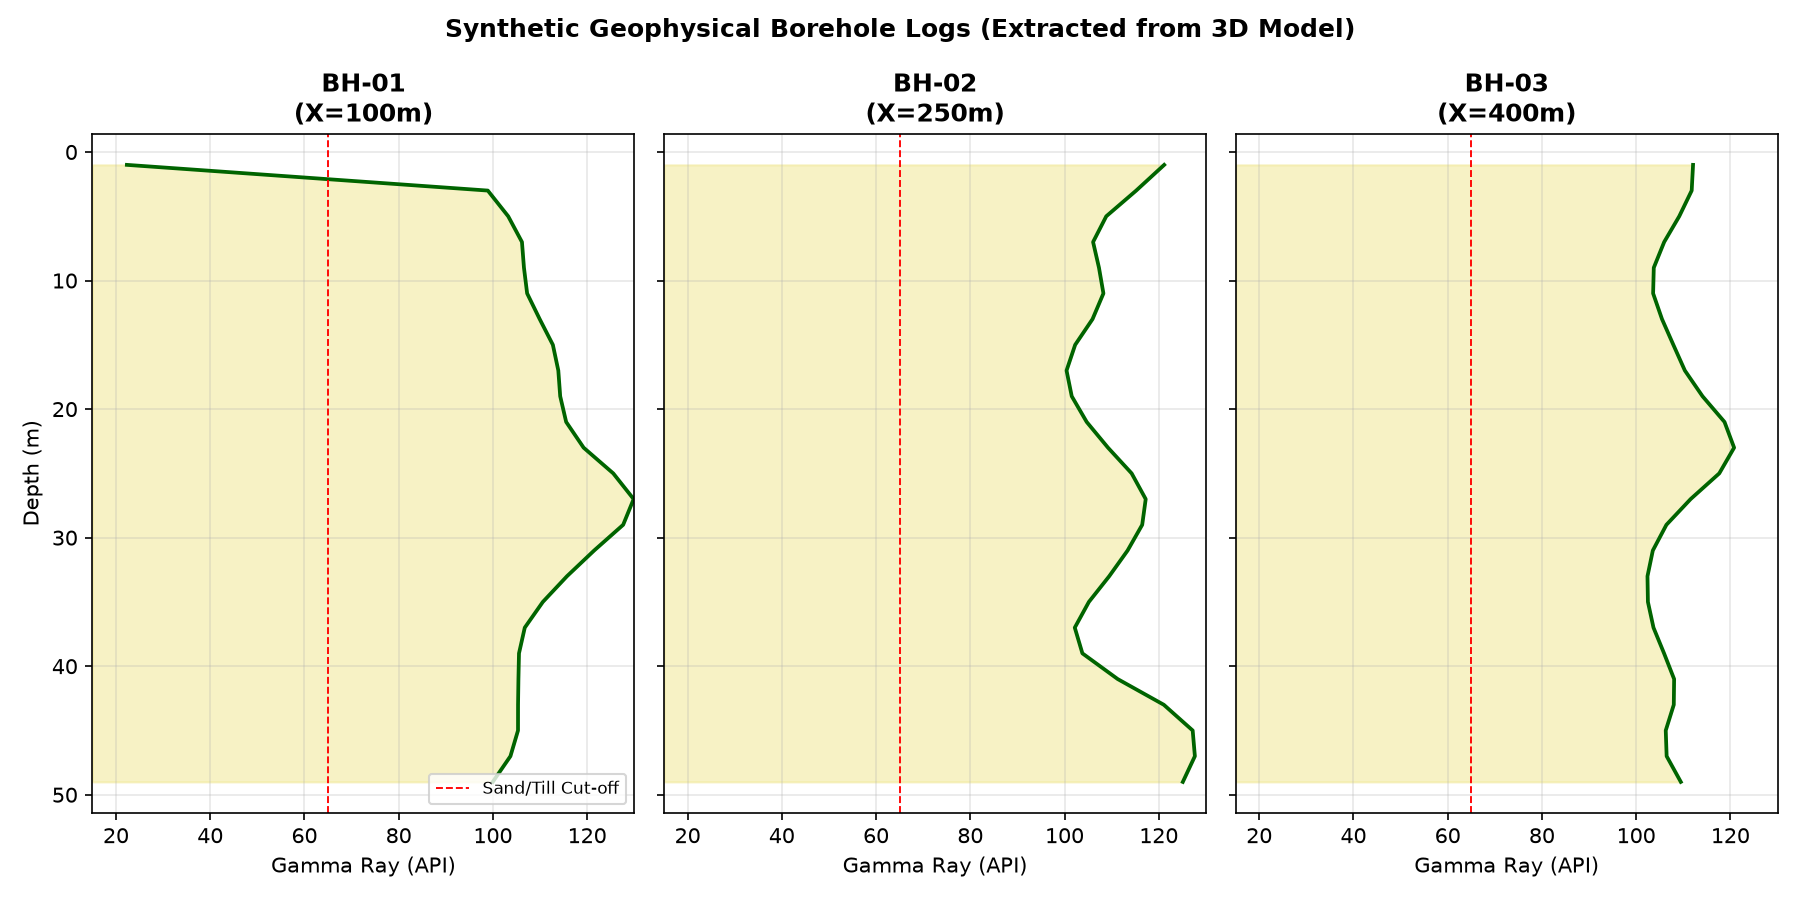 Synthetic Geophysical Borehole Logs (Extracted from 3D Model)
BH-01
(X=100m)
BH-02
(X=250m)
BH-03
(X=400m)
0
10
20
30
40
50
Depth (m)
Sand/Till Cut-off
20 40 60 80 100 120
20 40 60 80 100 120
20 40 60 80 100 120
Gamma Ray (API)
Gamma Ray (API)
Gamma Ray (API)